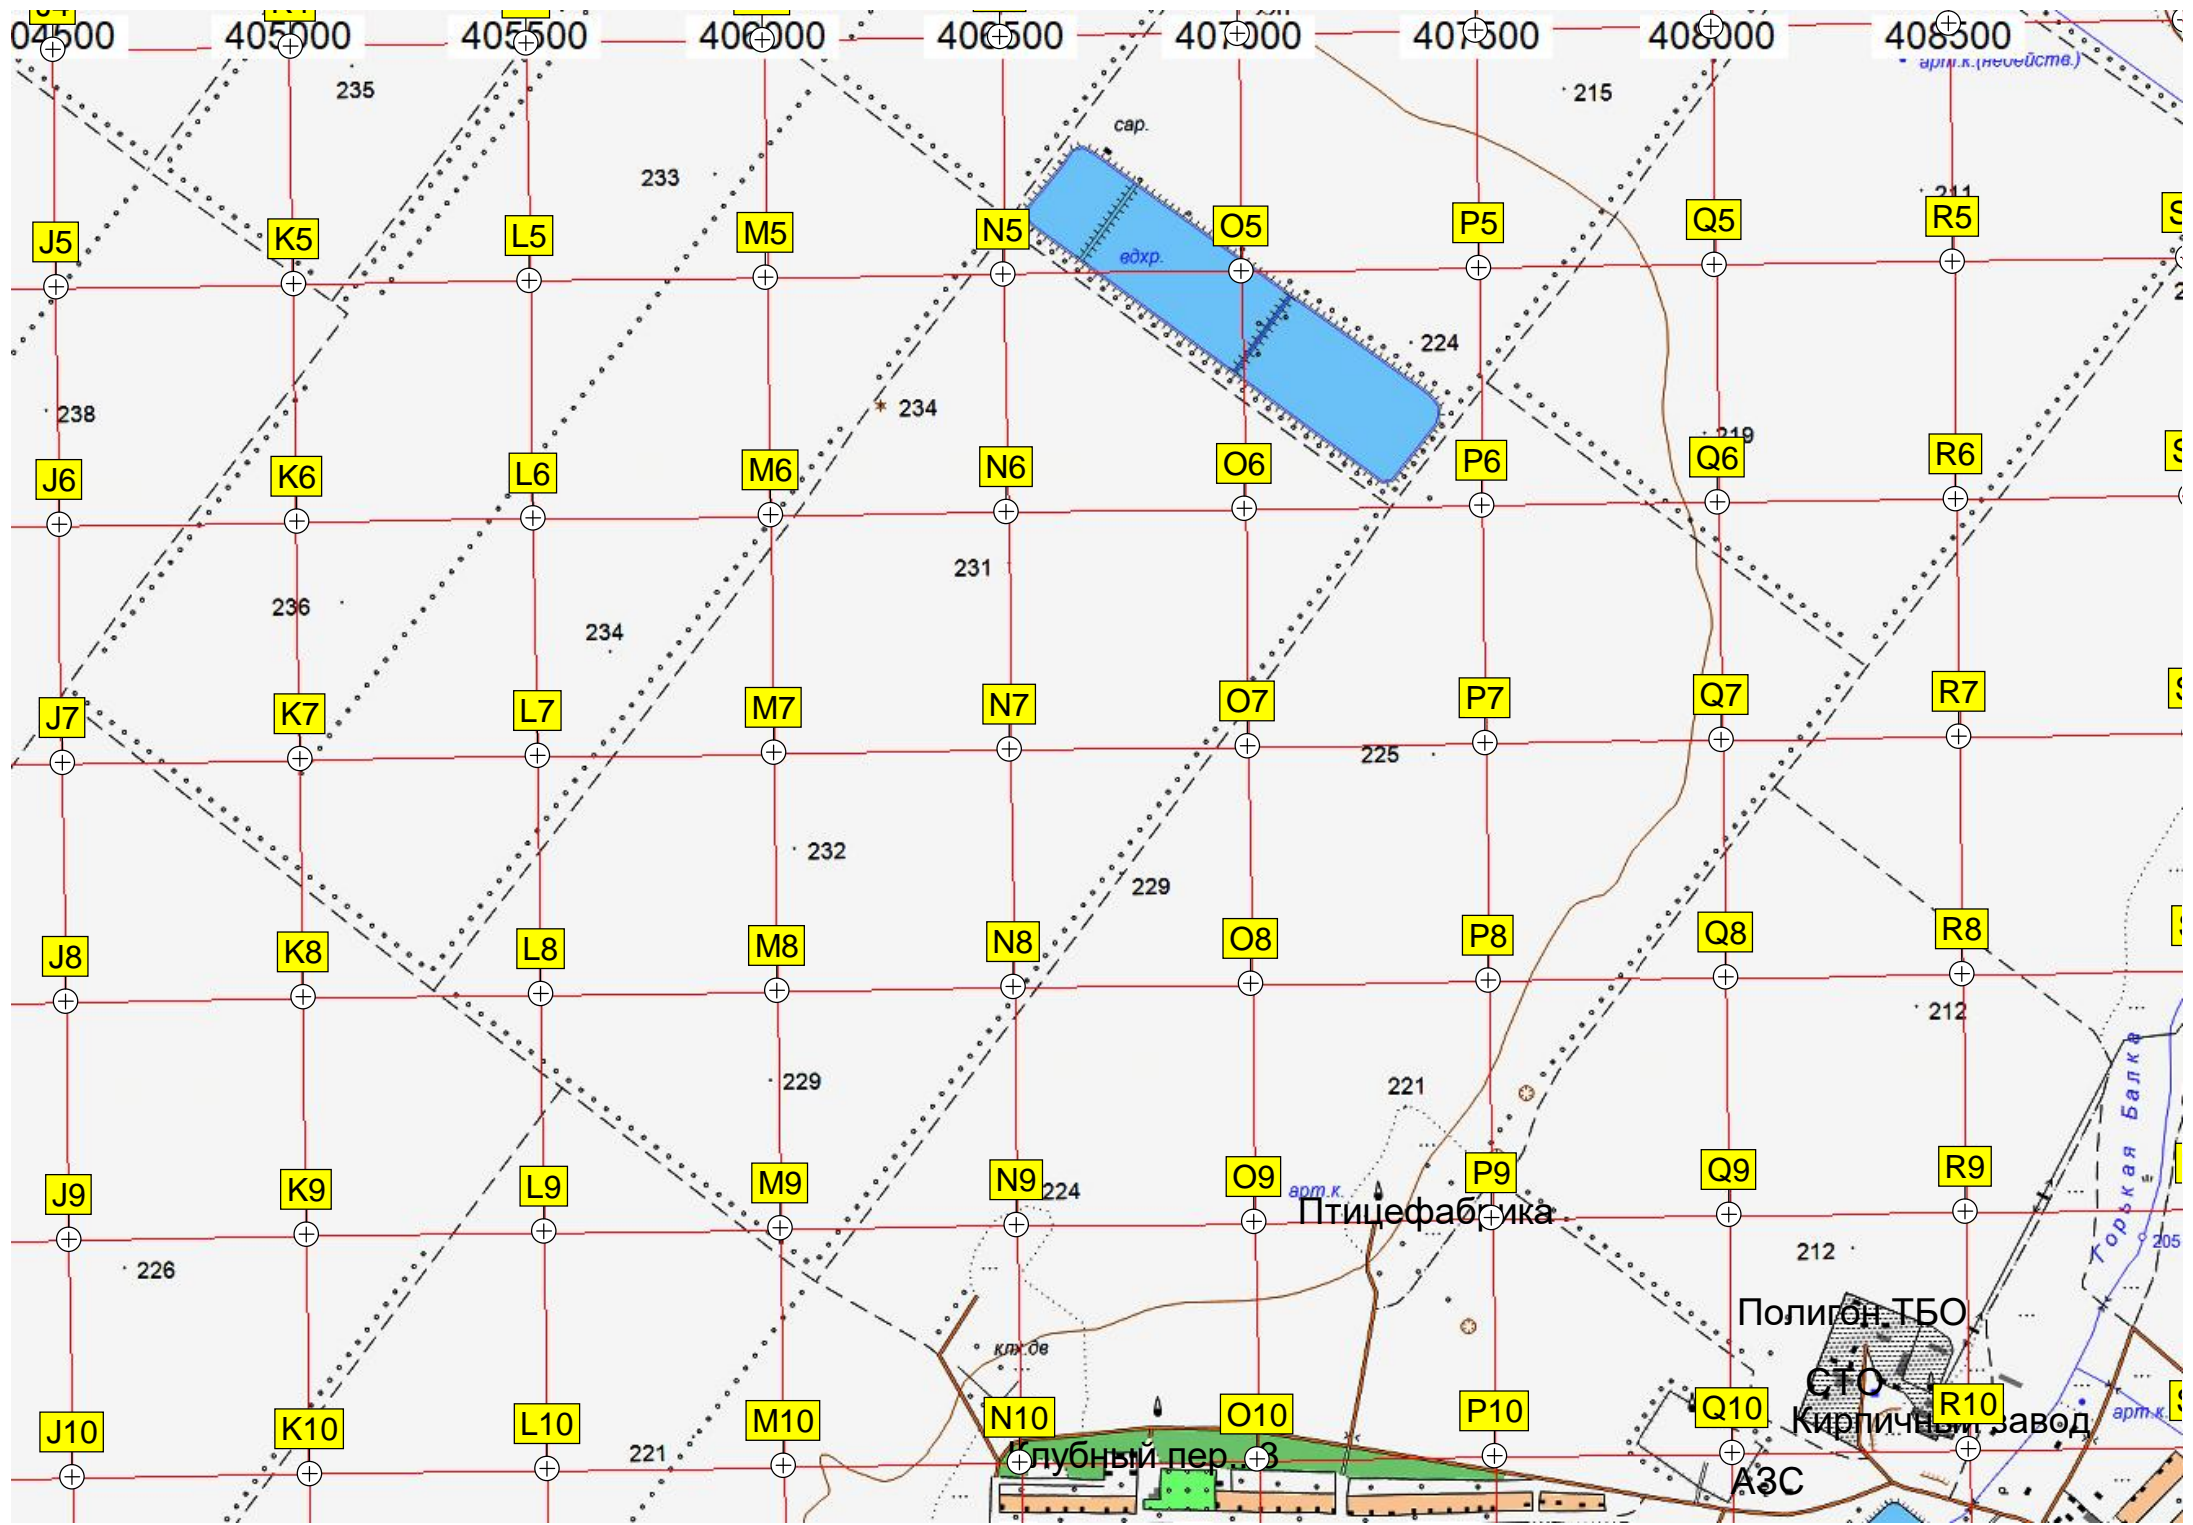 405000 405500 406000 406500 407000 407500 408000 408500
арт.к.(недейств.)
235
215
сар.
233
211
J5 K5 L5 M5 N5 O5 P5 Q5 R5
вдхр.
224
238
234
219
J6 K6 L6 M6 N6 O6 P6 Q6 R6
231
236
234
J7 K7 L7 M7 N7 O7 P7 Q7 R7
225
232
229
J8 K8 L8 M8 N8 O8 P8 Q8 R8
212
229
221
Горькая Балка
J9 K9 L9 M9 N9 O9 P9 Q9 R9
224
арт.к.
Птицефабрика
205
212
226
Полигон ТБО
клх.дв
СТО
J10 K10 L10 M10 N10 O10 P10 Q10 R10
арт.к.
Кирпичный завод
221
Клубный пер 3
АЗС